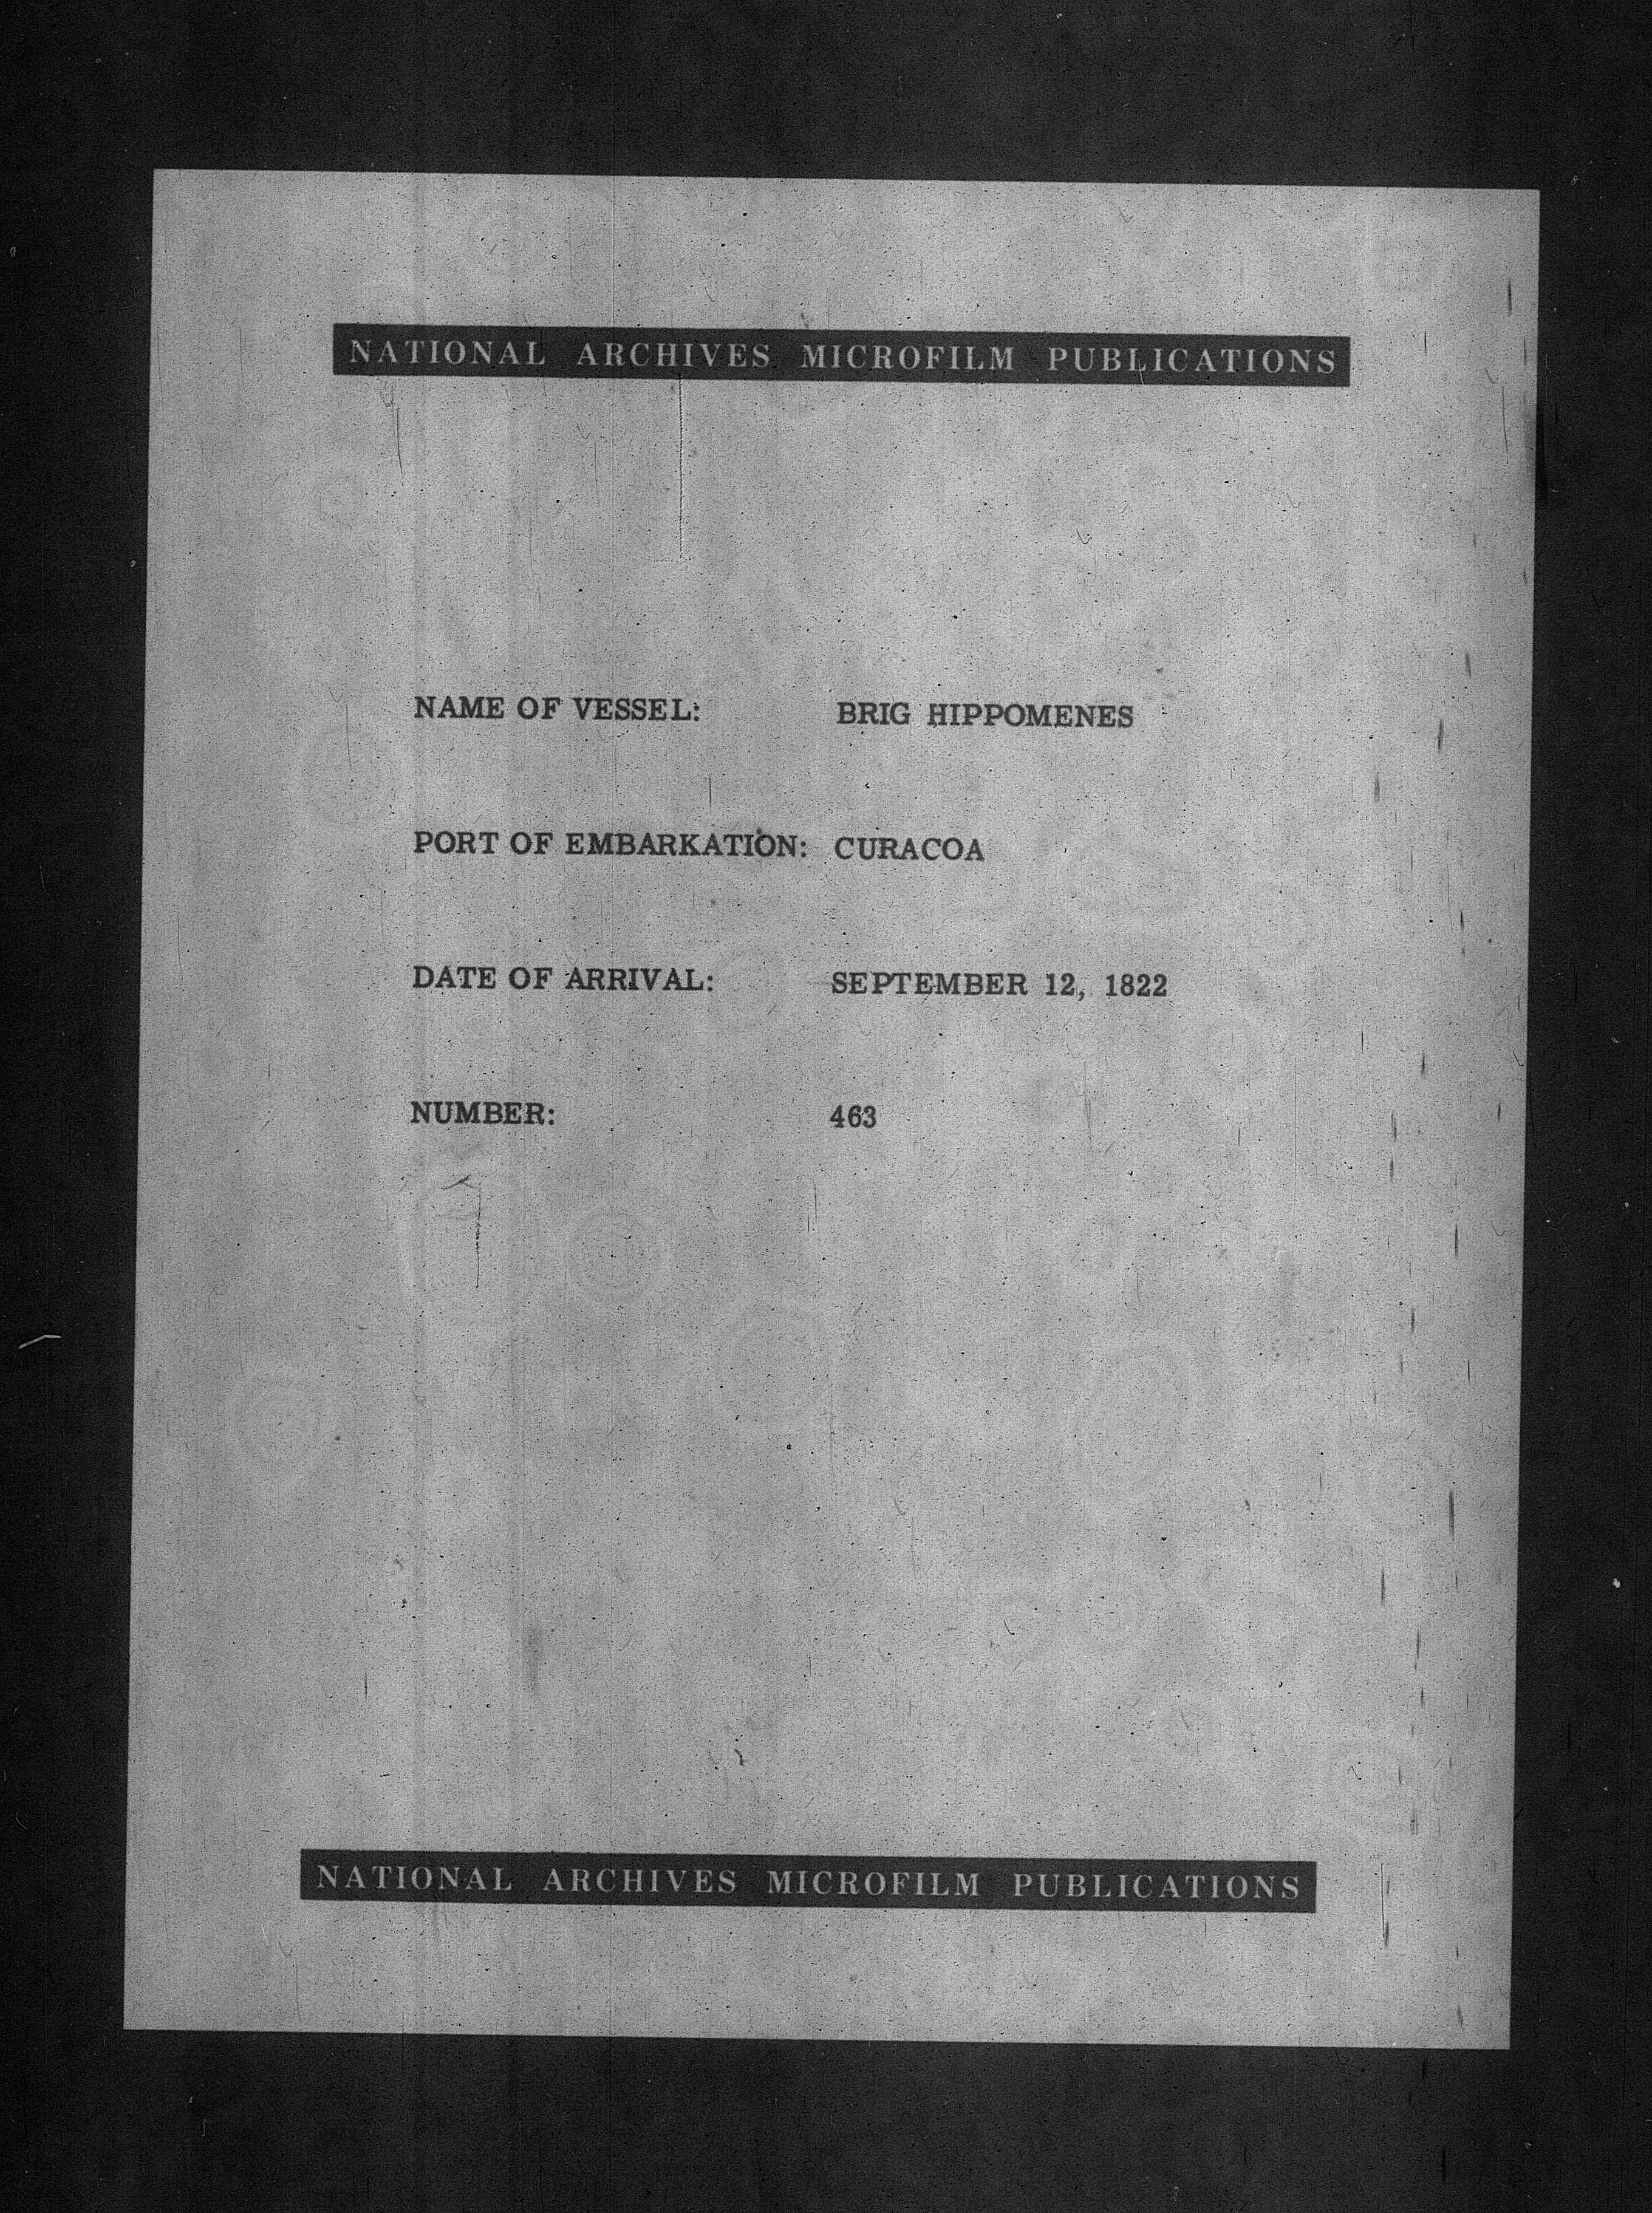 NATIONAL ARCHIVES MICROFILM PUBLICATIONS
NAME OF VESSEL: BRIG HIPPOMENES
PORT OF EMBARKATION: CURACOA
DATE OF ARRIVAL: SEPTEMBER 12, 1822
NUMBER: 463
NATIONAL ARCHIVES MICROFILM PUBLICATIONS